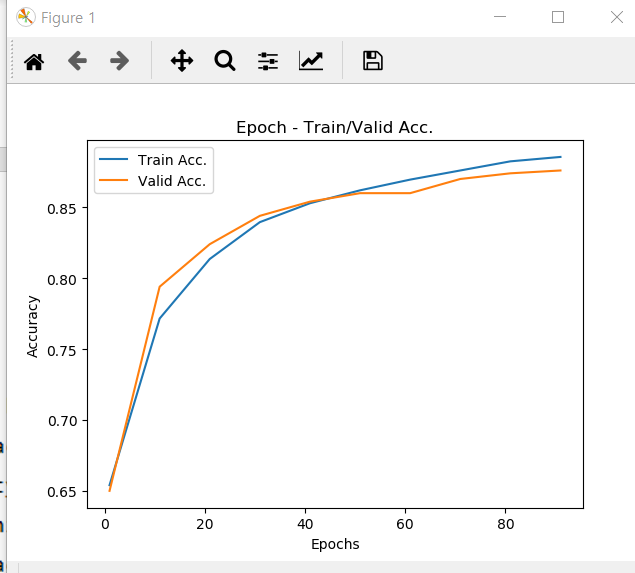 Figure 1
Epoch - Train/Valid Acc.
Train Acc.
Valid Acc.
0.85
0.80
0.75
0.70
0.65
Accuracy
0 20 40 60 80
Epochs